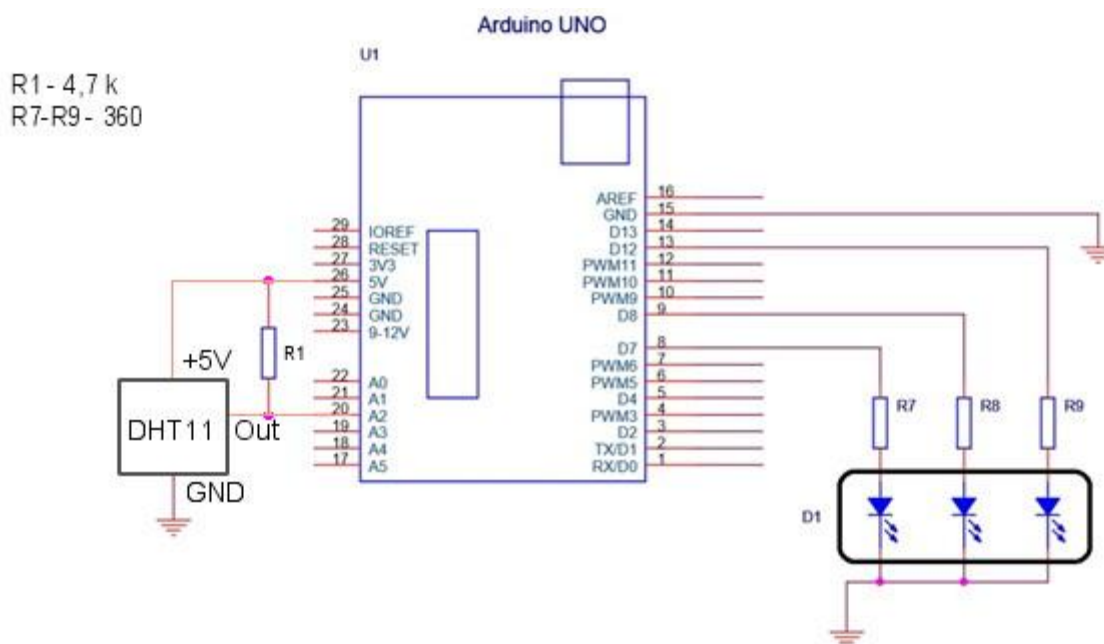 Arduino UNO
U1
R1 - 4,7 k
R7-R9 - 360
29 IOREF
28 RESET
27 3V3
26 5V
25 GND
24 GND
23 9-12V
22 A0
21 A1
20 A2
19 A3
18 A4
17 A5
AREF 16
GND 15
D13 14
D12 13
PWM11 12
PWM10 11
PWM9 10
D8 9
D7 8
PWM6 7
PWM5 6
D4 5
PWM3 4
D2 3
TX/D1 2
RX/D0 1
+5V
R1
DHT11 Out
GND
R7 R8 R9
D1